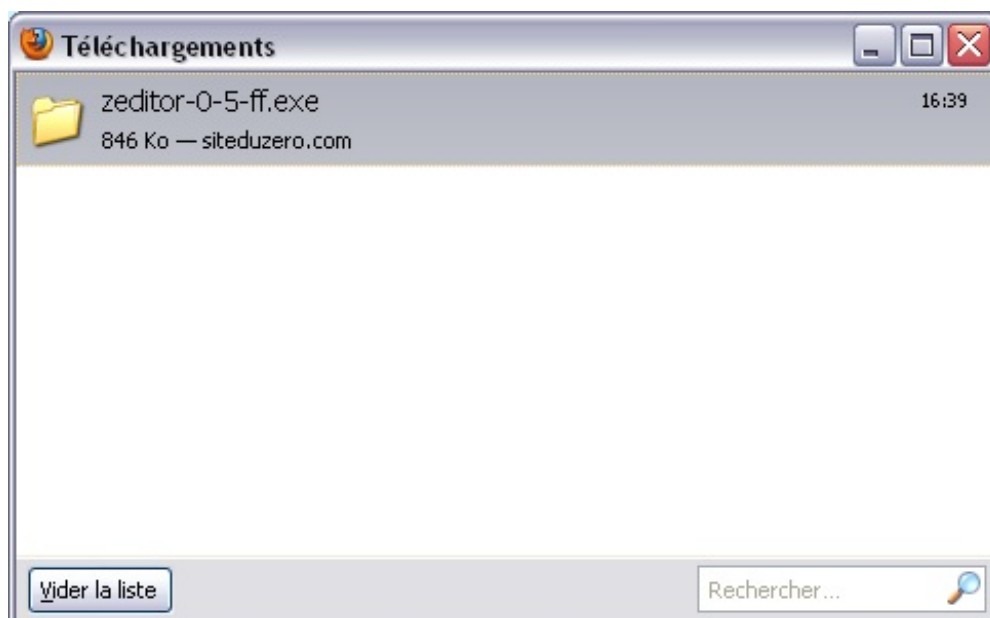 Téléchargements
zeditor-0-5-ff.exe 16:39
846 Ko — siteduzero.com
Vider la liste Rechercher...